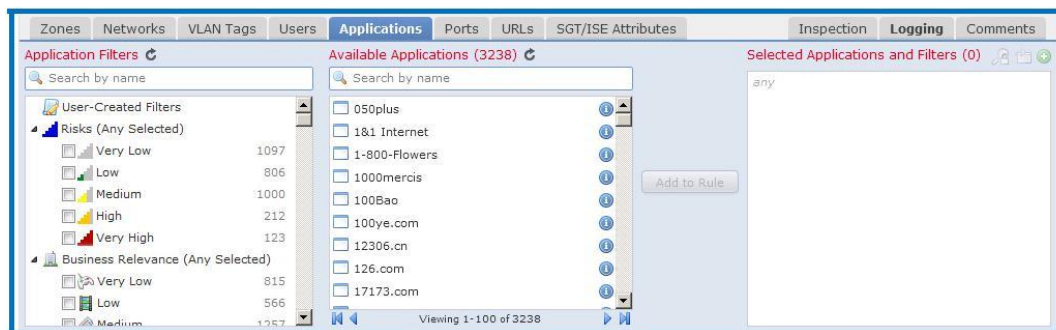 Zones Networks VLAN Tags Users Applications Ports URLs SGT/ISE Attributes Inspection Logging Comments
Application Filters
Search by name
User-Created Filters
Risks (Any Selected)
Very Low 1097
Low 806
Medium 1000
High 212
Very High 123
Business Relevance (Any Selected)
Very Low 815
Low 566
Medium 1257
Available Applications (3238)
Search by name
050plus
1&1 Internet
1-800-Flowers
1000mercis
100Bao
100ye.com
12306.cn
126.com
17173.com
Viewing 1-100 of 3238
Add to Rule
Selected Applications and Filters (0)
any